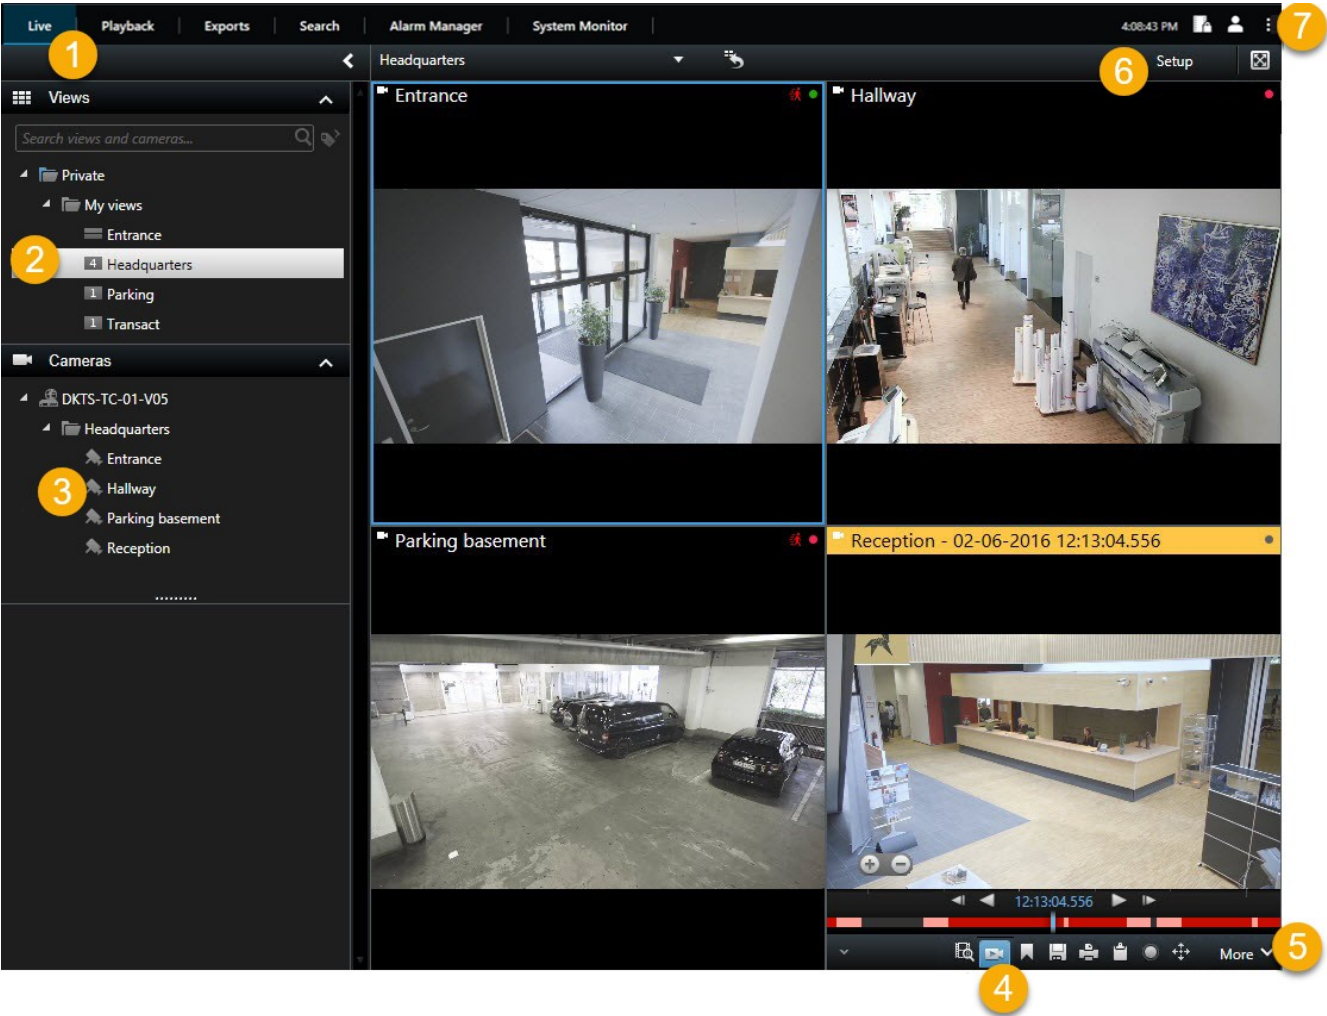 Live Playback Exports Search Alarm Manager System Monitor 4:08:43 PM 7
1
Headquarters 6 Setup
Views
Search views and cameras...
Private
My views
Entrance
2 4 Headquarters
1 Parking
1 Transact
Cameras
DKTS-TC-01-V05
Headquarters
Entrance
3 Hallway
Parking basement
Reception
Entrance
Hallway
Parking basement
Reception - 02-06-2016 12:13:04.556
12:13:04.556
More 5
4